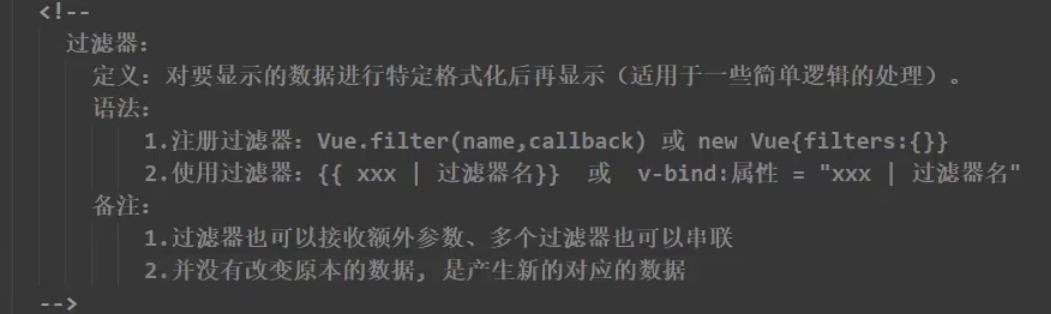 <!--
过滤器：
定义：对要显示的数据进行特定格式化后再显示（适用于一些简单逻辑的处理）。
语法：
1.注册过滤器：Vue.filter(name,callback) 或 new Vue{filters:{}}
2.使用过滤器：{{ xxx | 过滤器名}} 或 v-bind:属性 = "xxx | 过滤器名"
备注：
1.过滤器也可以接收额外参数、多个过滤器也可以串联
2.并没有改变原本的数据, 是产生新的对应的数据
-->